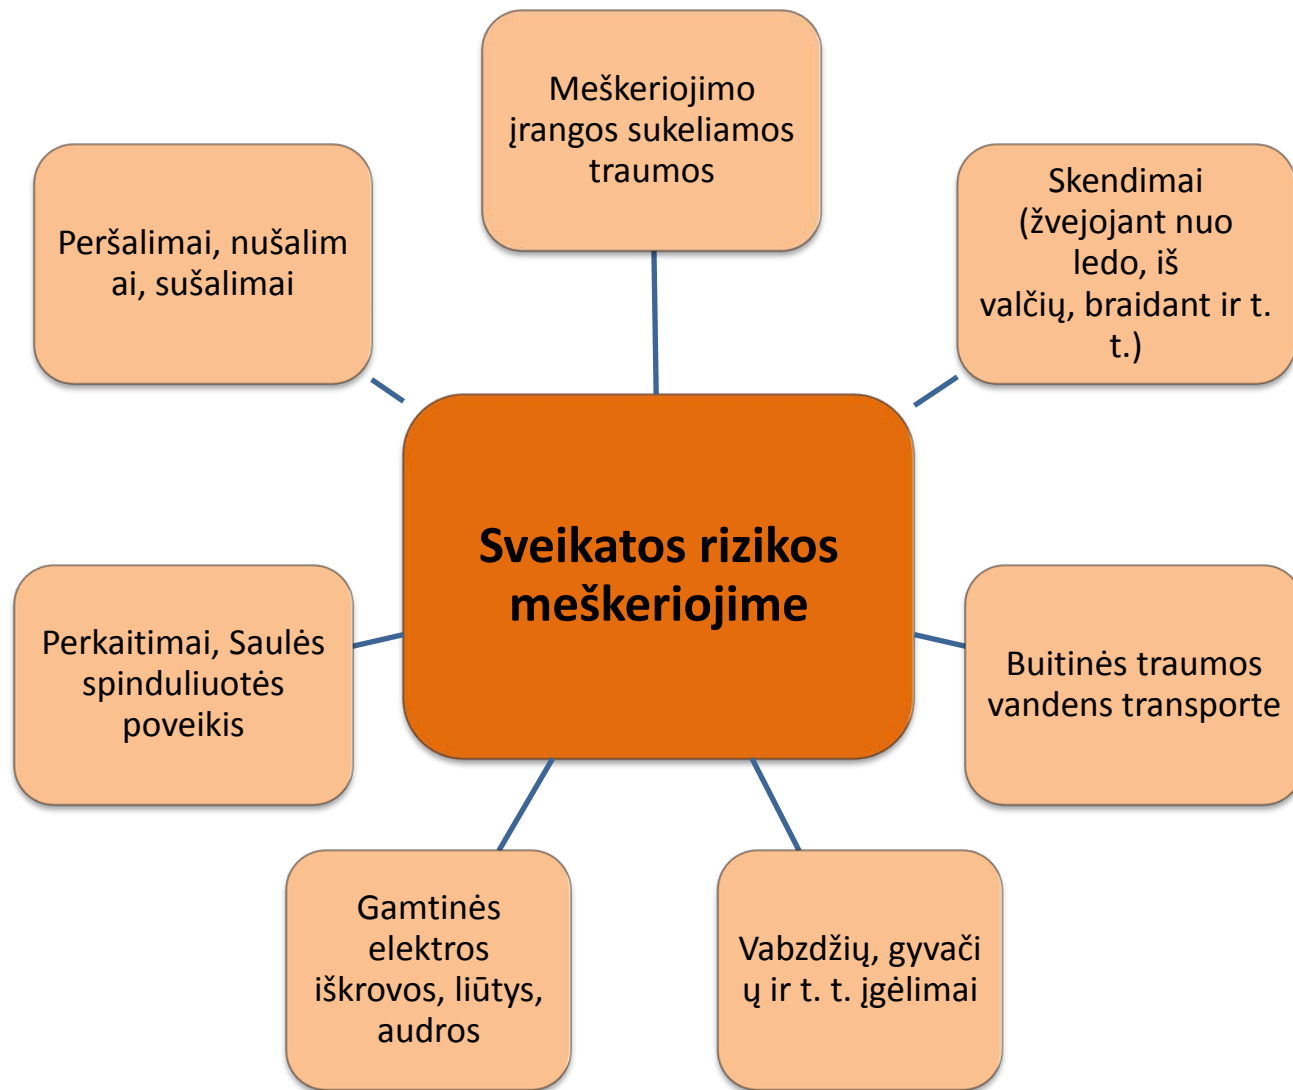 Meškeriojimo
įrangos sukeliamos
traumos
Skendimai
(žvejojant nuo
ledo, iš
valčių, braidant ir t.
t.)
Peršalimai, nušalim
ai, sušalimai
Sveikatos rizikos
meškeriojime
Perkaitimai, Saulės
spinduliuotės
poveikis
Buitinės traumos
vandens transporte
Gamtinės
elektros
iškrovos, liūtys,
audros
Vabzdžių, gyvači
ų ir t. t. įgėlimai